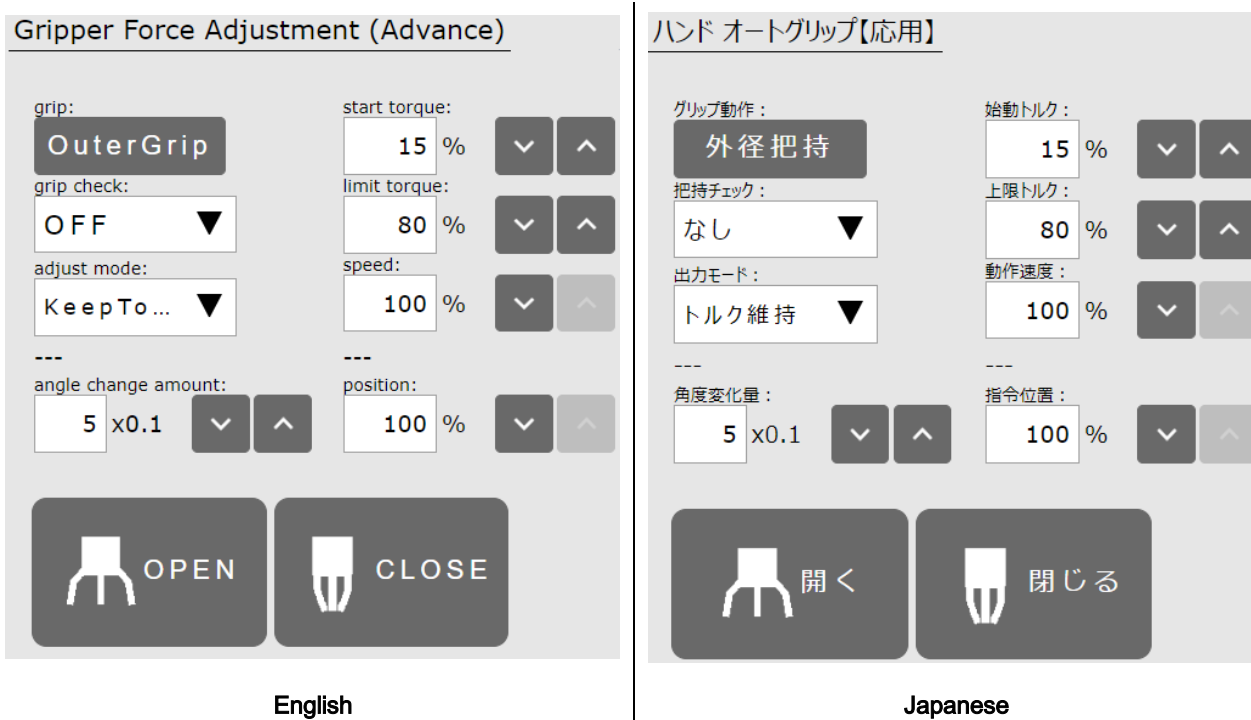 Gripper Force Adjustment (Advance)
grip:
OuterGrip
start torque:
15 %
grip check:
OFF
limit torque:
80 %
adjust mode:
KeepTo...
speed:
100 %
---
---
angle change amount:
5 x0.1
position:
100 %
OPEN
CLOSE
English
ハンド オートグリップ【応用】
グリップ動作：
外径把持
始動トルク：
15 %
把持チェック：
なし
上限トルク：
80 %
出力モード：
トルク維持
動作速度：
100 %
---
---
角度変化量：
5 x0.1
指令位置：
100 %
開く
閉じる
Japanese